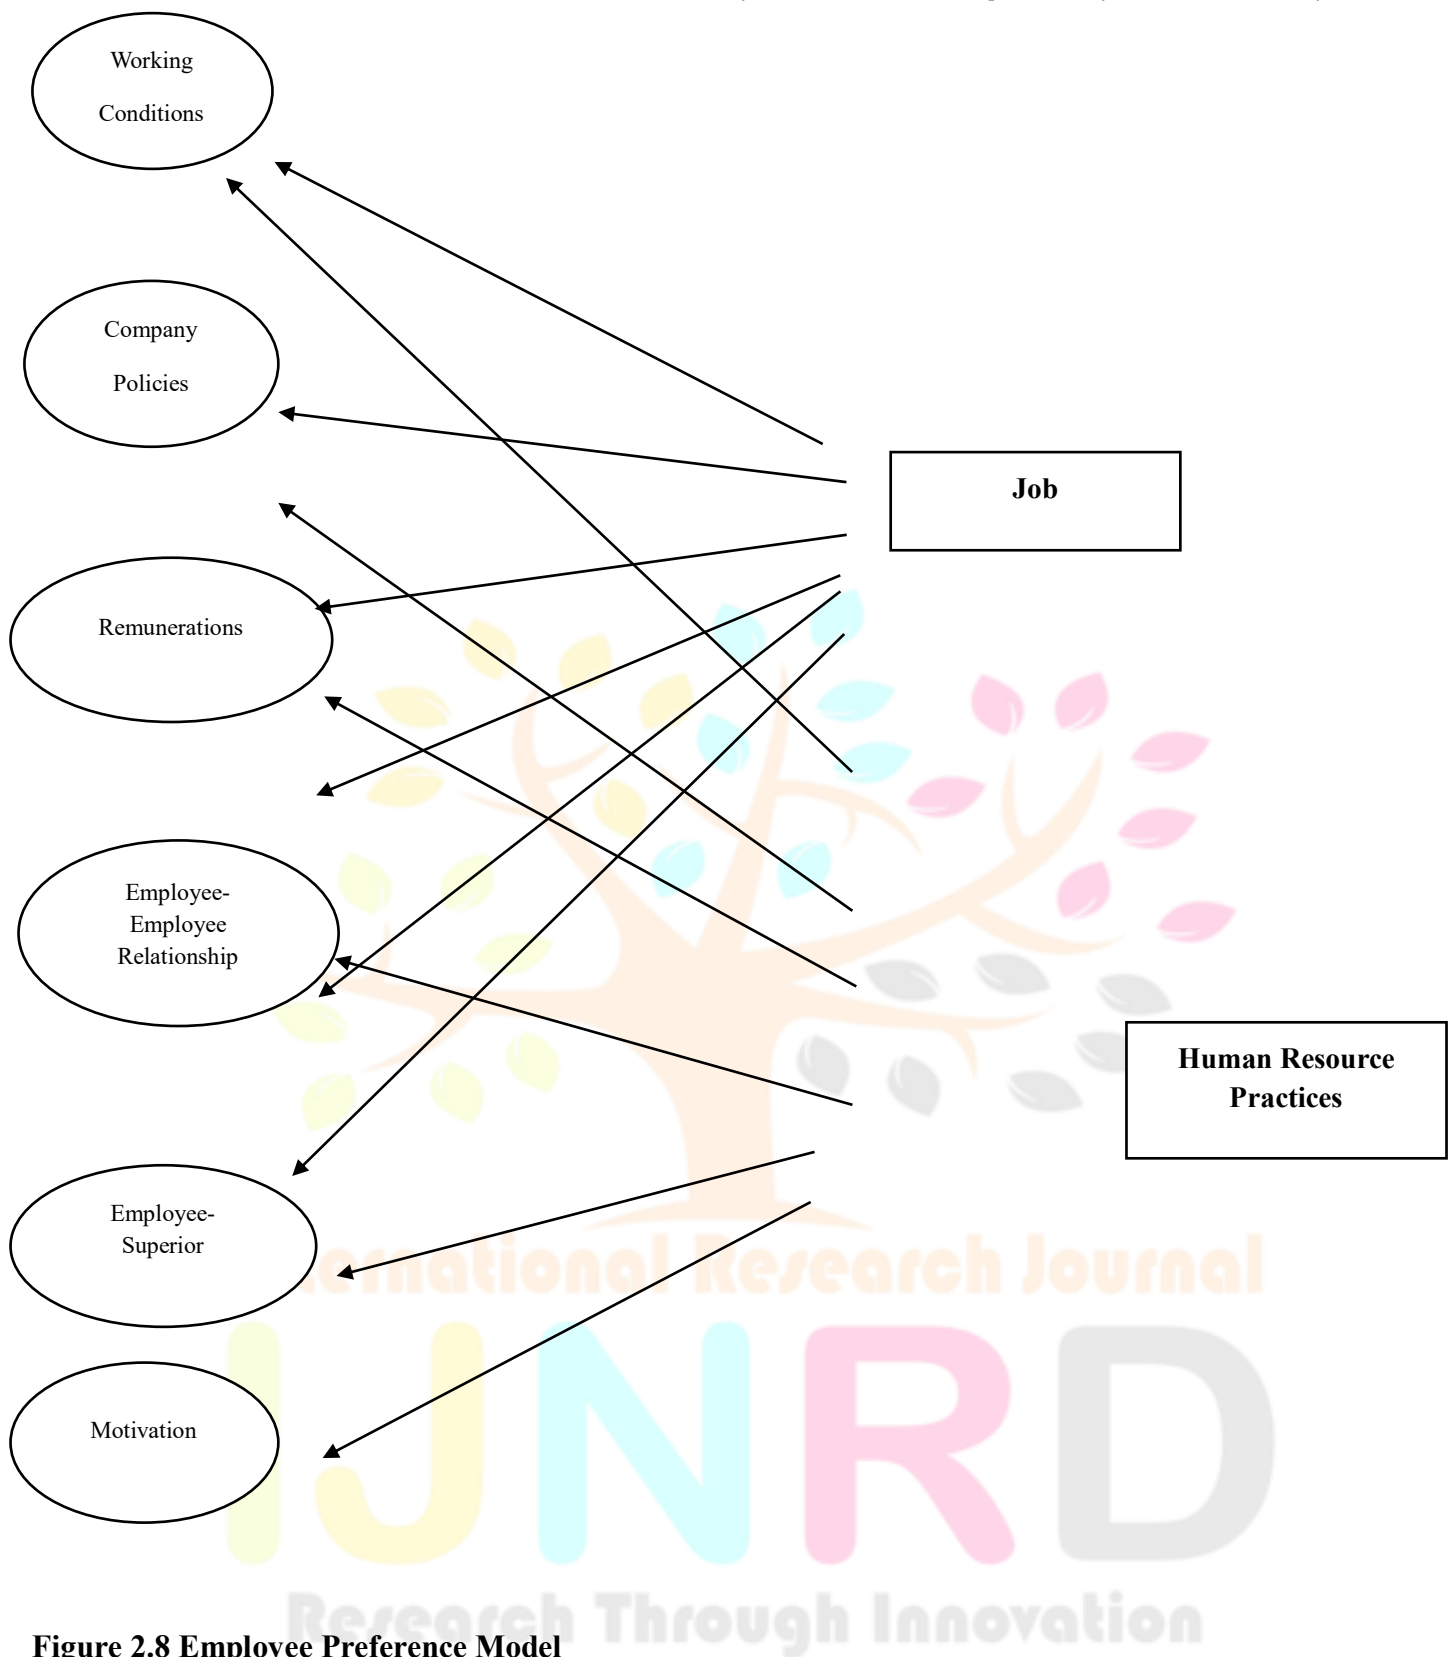 Working
Conditions
Company
Policies
Job
Remunerations
Employee-
Employee
Relationship
Human Resource
Practices
Employee-
Superior
International Research Journal
Motivation
IJNRD
Research Through Innovation
Figure 2.8 Employee Preference Model